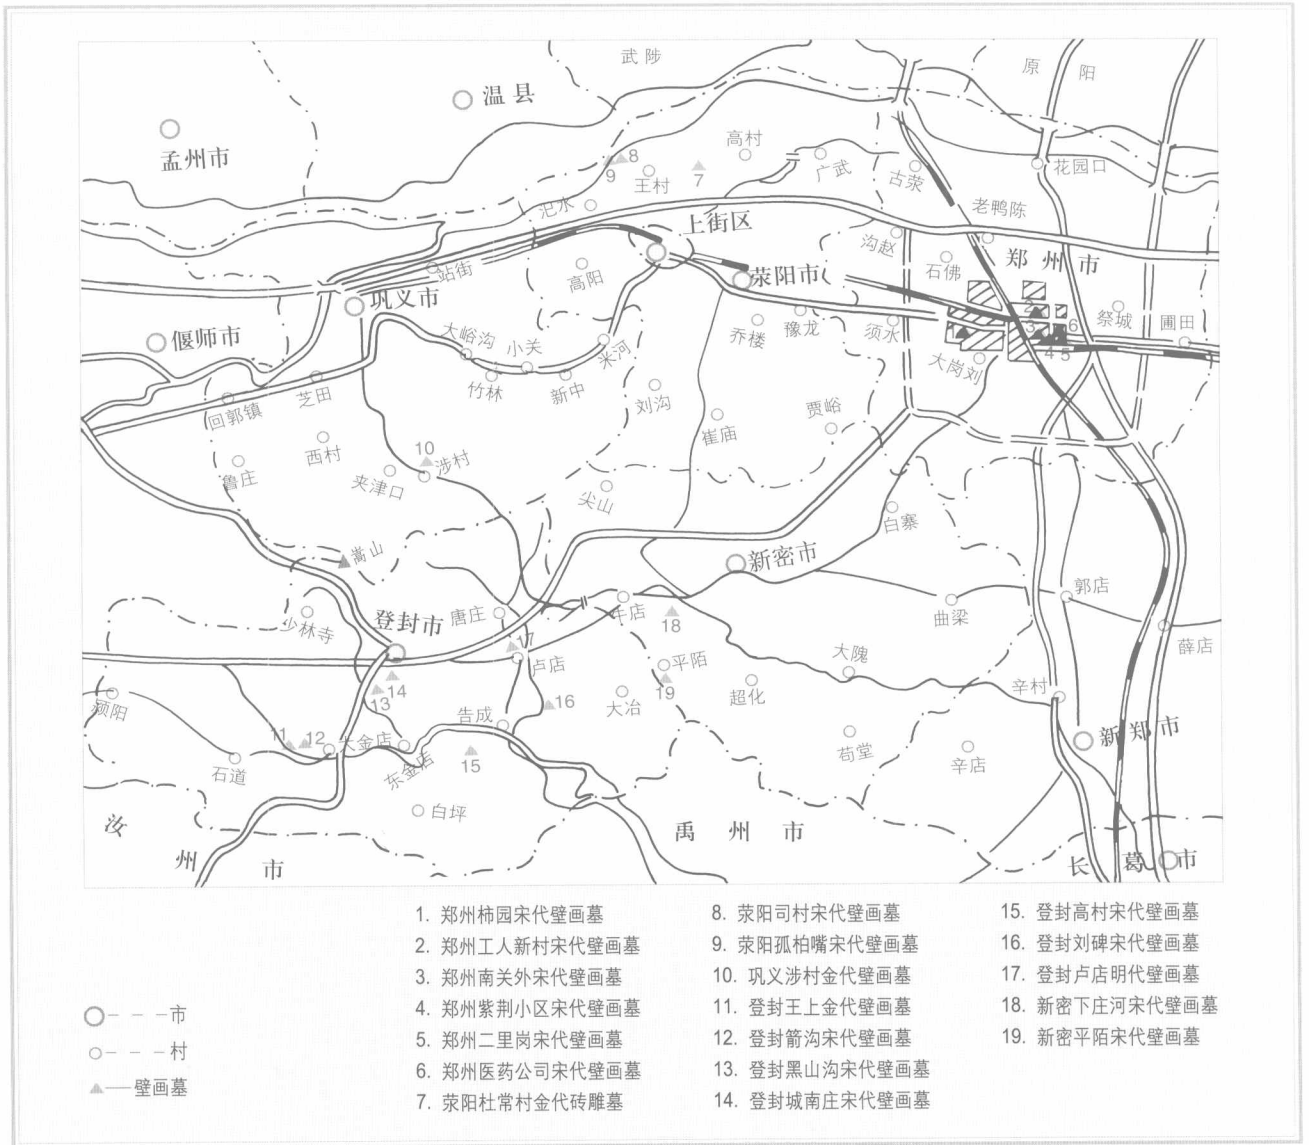 武陟
原 阳
温县
孟州市
高村
8
9
王村
7
广武
古荥
花园口
汜水
上街区
老鸭陈
沟赵
郑州市
站街
高阳
荥阳市
石佛
巩义市
偃师市
大峪沟
小关
米河
乔楼
豫龙
须水
2
3
4
5
6
祭城
圃田
竹林
新中
刘沟
大岗刘
回郭镇
芝田
崔庙
贾峪
西村
10
涉村
鲁庄
夹津口
尖山
白寨
嵩山
新密市
少林寺
登封市
唐庄
牛店
18
曲梁
郭店
17
卢店
平陌
19
大隗
薛店
14
13
16
大冶
超化
辛村
颍阳
告成
11
12
大金店
新郑市
石道
东金店
15
苟堂
辛店
白坪
汝州市
禹州市
长葛市
1. 郑州柿园宋代壁画墓
2. 郑州工人新村宋代壁画墓
3. 郑州南关外宋代壁画墓
4. 郑州紫荆小区宋代壁画墓
5. 郑州二里岗宋代壁画墓
6. 郑州医药公司宋代壁画墓
7. 荥阳杜常村金代砖雕墓
8. 荥阳司村宋代壁画墓
9. 荥阳孤柏嘴宋代壁画墓
10. 巩义涉村金代壁画墓
11. 登封王上金代壁画墓
12. 登封箭沟宋代壁画墓
13. 登封黑山沟宋代壁画墓
14. 登封城南庄宋代壁画墓
15. 登封高村宋代壁画墓
16. 登封刘碑宋代壁画墓
17. 登封卢店明代壁画墓
18. 新密下庄河宋代壁画墓
19. 新密平陌宋代壁画墓
市
村
壁画墓